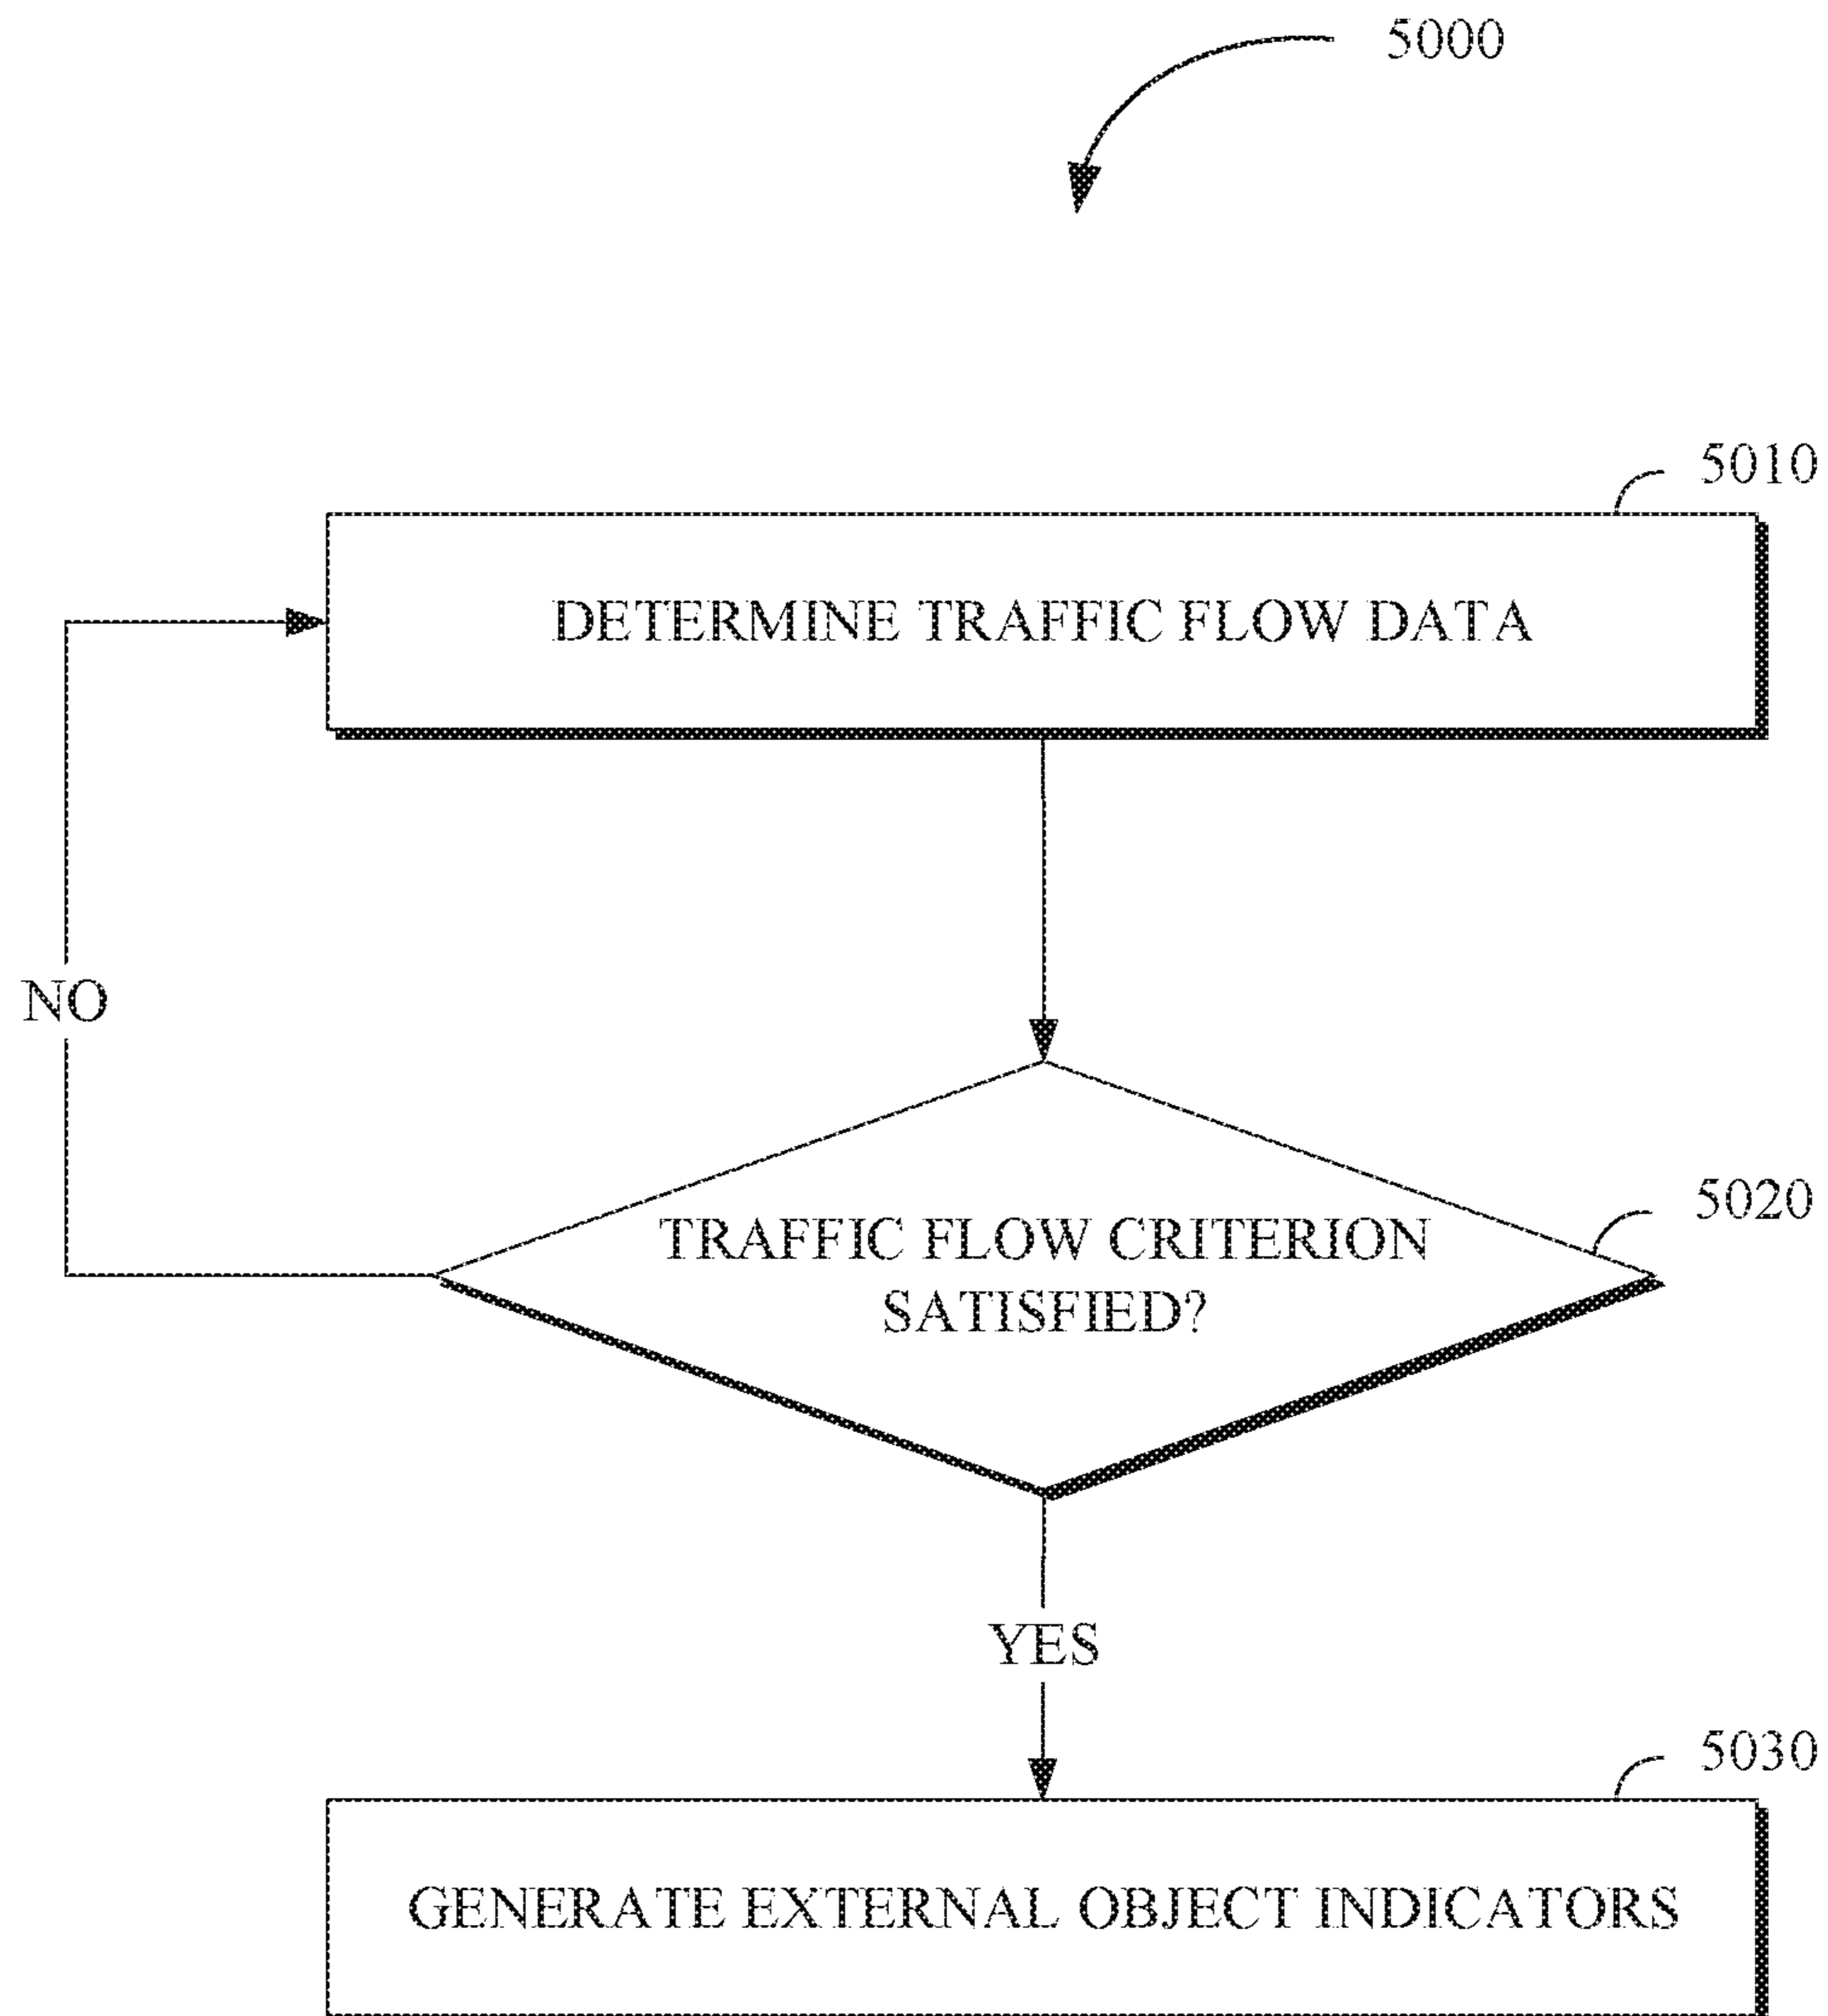 5000
5010
DETERMINE TRAFFIC FLOW DATA
NO
5020
TRAFFIC FLOW CRITERION
SATISFIED?
YES
5030
GENERATE EXTERNAL OBJECT INDICATORS